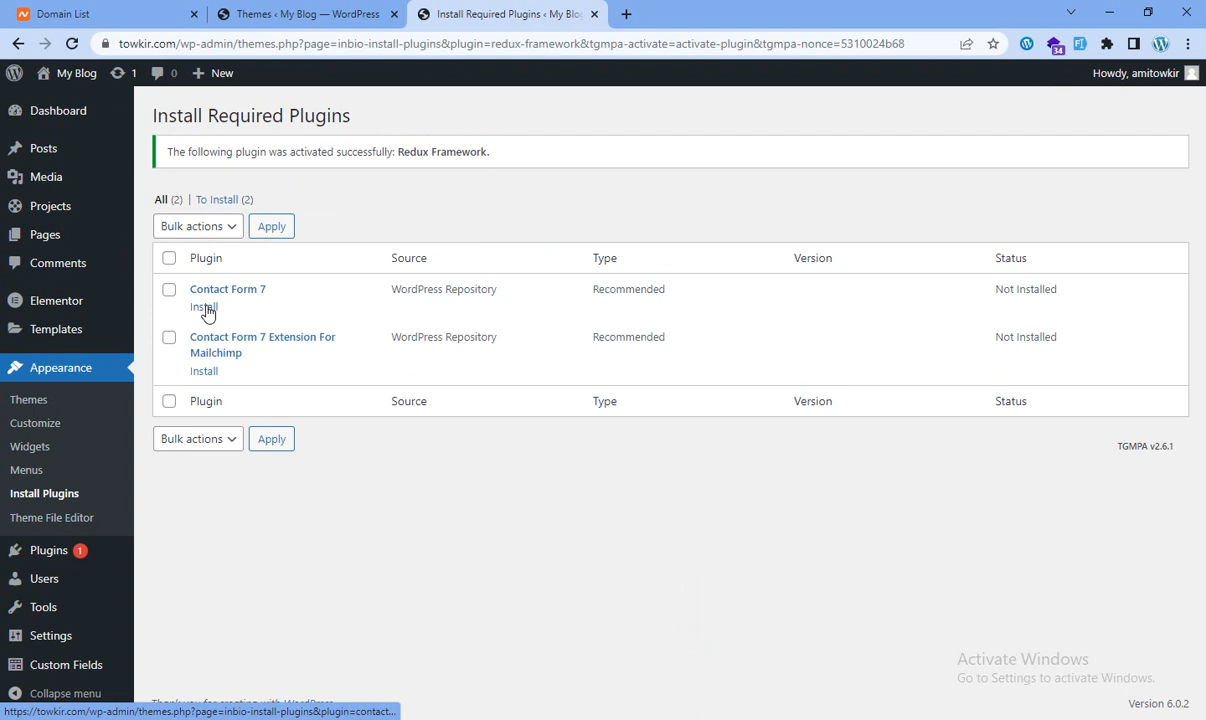 Domain List
Themes ‹ My Blog — WordPress
Install Required Plugins ‹ My Blo
towkir.com/wp-admin/themes.php?page=inbio-install-plugins&plugin=redux-framework&tgmpa-activate=activate-plugin&tgmpa-nonce=5310024b68
34
My Blog
1
0
New
Howdy, amitowkir
Dashboard
Posts
Media
Projects
Pages
Comments
Elementor
Templates
Appearance
Themes
Customize
Widgets
Menus
Install Plugins
Theme File Editor
Plugins 1
Users
Tools
Settings
Custom Fields
Collapse menu
Install Required Plugins
The following plugin was activated successfully: Redux Framework.
All (2) | To Install (2)
Bulk actions Apply
Plugin Source Type Version Status
Contact Form 7 WordPress Repository Recommended Not Installed
Install
Contact Form 7 Extension For WordPress Repository Recommended Not Installed
Mailchimp
Install
Plugin Source Type Version Status
Bulk actions Apply
TGMPA v2.6.1
Activate Windows
Go to Settings to activate Windows.
Thank you for creating with WordPress.
Version 6.0.2
https://towkir.com/wp-admin/themes.php?page=inbio-install-plugins&plugin=contact...